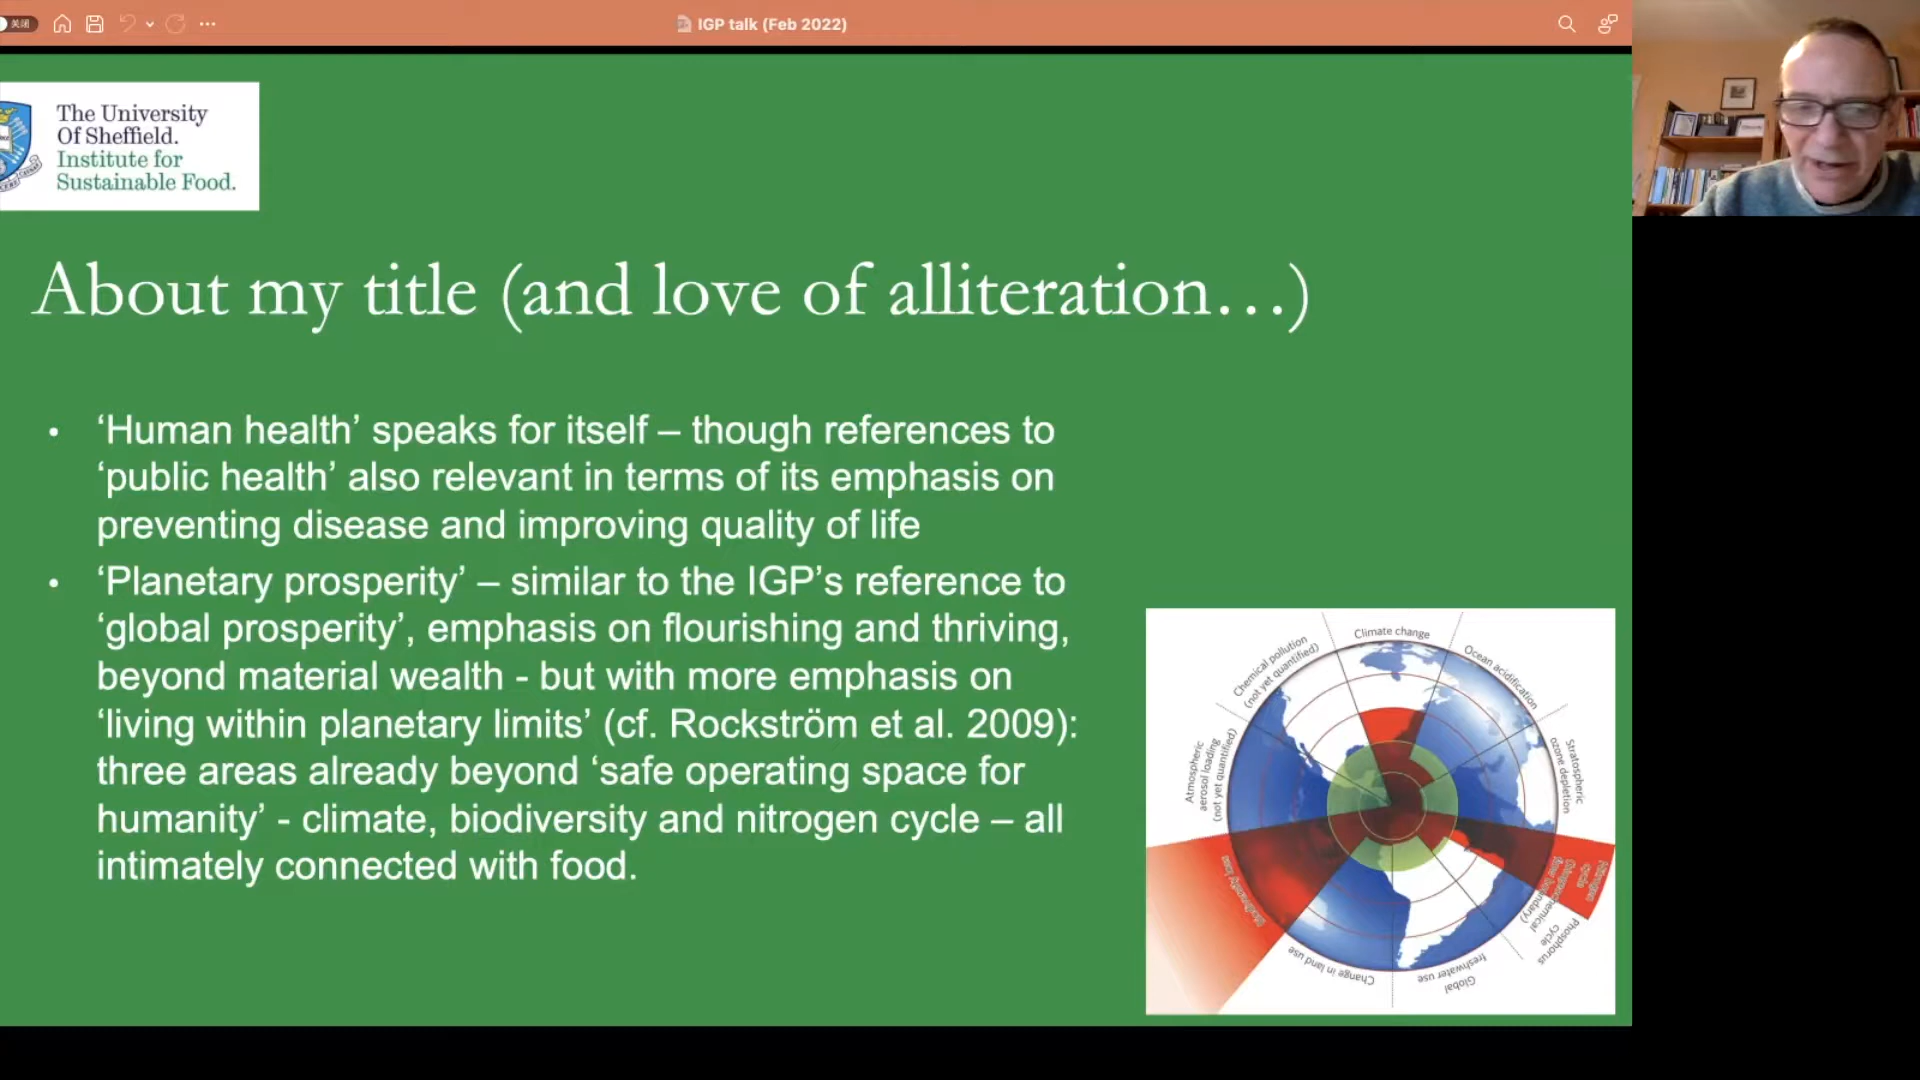 关闭
IGP talk (Feb 2022)
The University
Of Sheffield.
Institute for
Sustainable Food.
About my title (and love of alliteration…)
• ‘Human health’ speaks for itself – though references to
‘public health’ also relevant in terms of its emphasis on
preventing disease and improving quality of life
• ‘Planetary prosperity’ – similar to the IGP’s reference to
‘global prosperity’, emphasis on flourishing and thriving,
beyond material wealth - but with more emphasis on
‘living within planetary limits’ (cf. Rockström et al. 2009):
three areas already beyond ‘safe operating space for
humanity’ - climate, biodiversity and nitrogen cycle – all
intimately connected with food.
Climate change
Ocean acidification
Stratospheric
ozone depletion
Nitrogen
cycle
Phosphorus
cycle
Global
freshwater use
Change in land use
Biodiversity loss
Atmospheric
aerosol loading
(not yet quantified)
Chemical pollution
(not yet quantified)